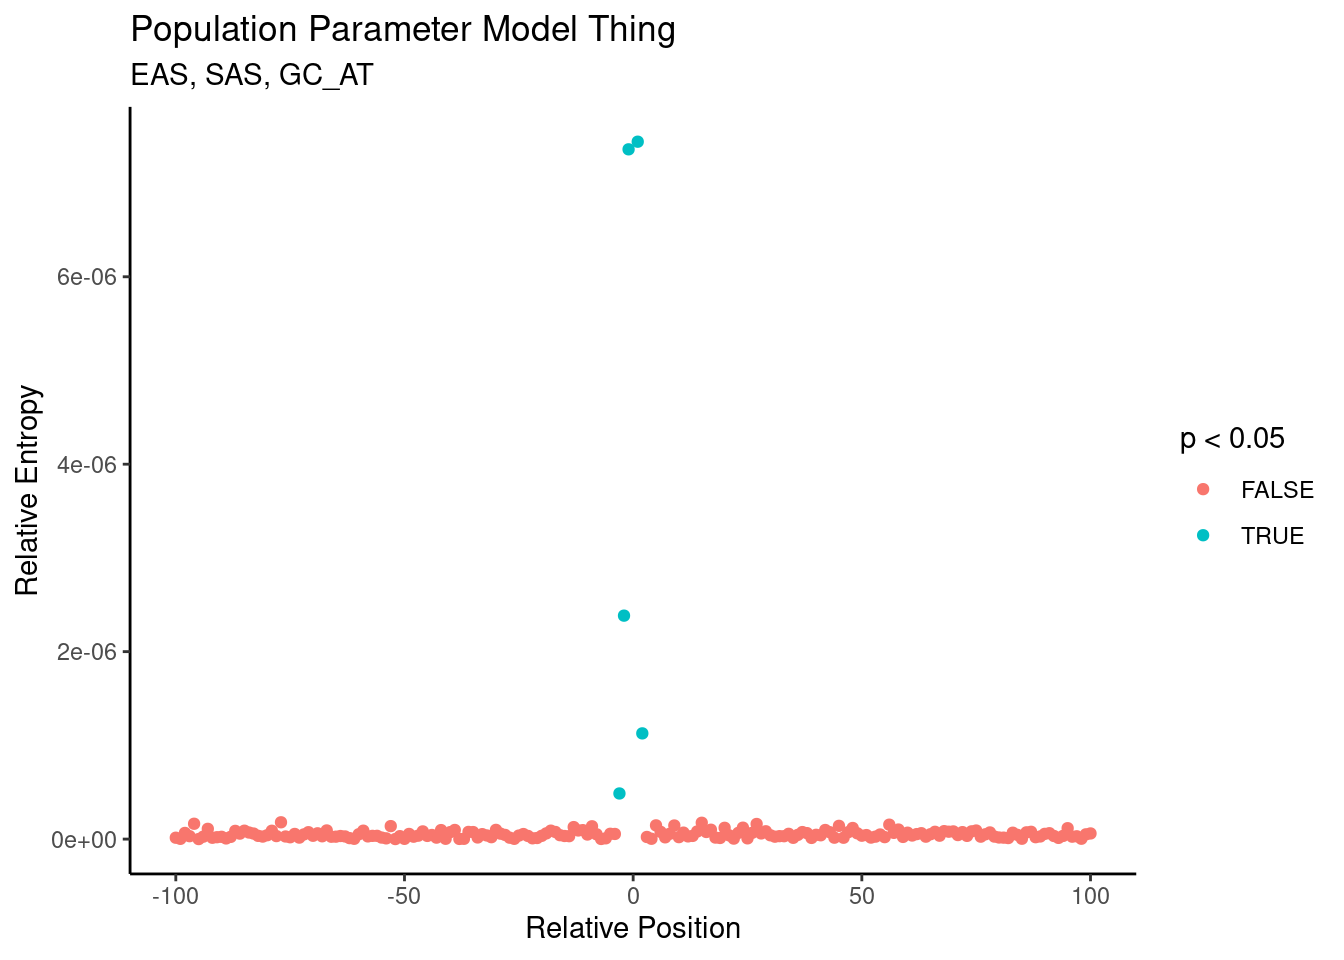 Population Parameter Model Thing
EAS, SAS, GC_AT
6e-06
4e-06
2e-06
0e+00
Relative Entropy
-100
-50
0
50
100
Relative Position
p < 0.05
FALSE
TRUE